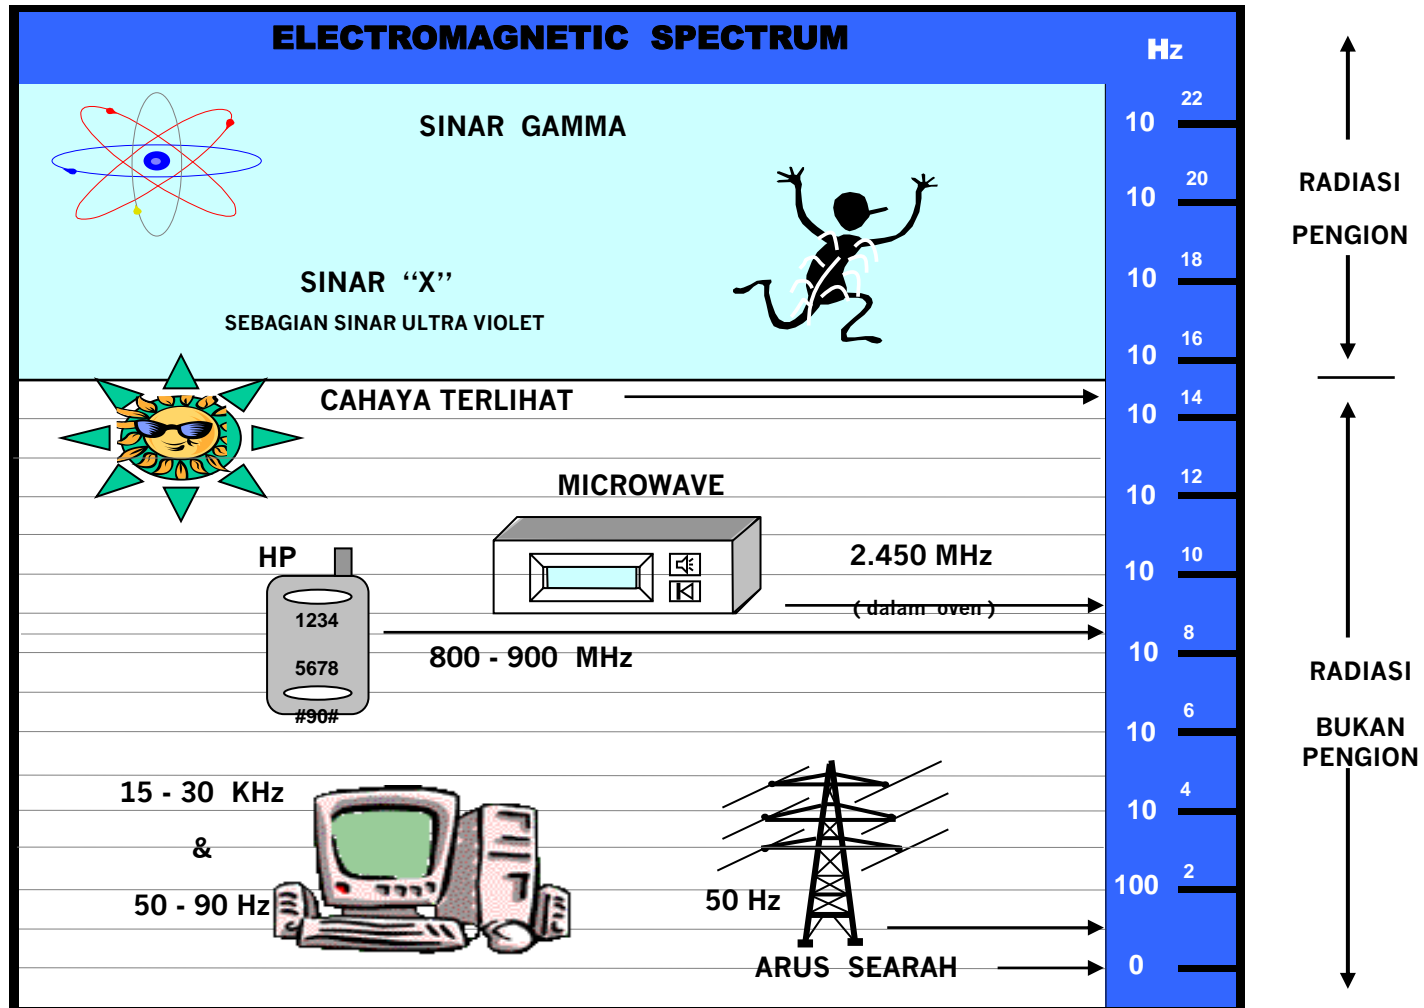 ELECTROMAGNETIC SPECTRUM
Hz
SINAR GAMMA
10 22
10 20
RADIASI
PENGION
SINAR “X”
10 18
SEBAGIAN SINAR ULTRA VIOLET
10 16
CAHAYA TERLIHAT
10 14
MICROWAVE
10 12
HP
2.450 MHz
10 10
( dalam oven )
1234
5678
#90#
800 - 900 MHz
10 8
RADIASI
BUKAN
PENGION
10 6
15 - 30 KHz
&
50 - 90 Hz
10 4
50 Hz
100 2
ARUS SEARAH
0